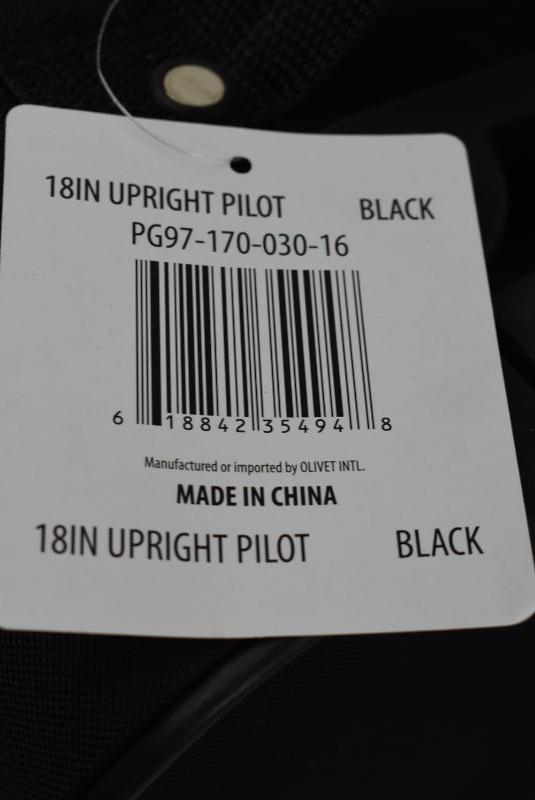 18IN UPRIGHT PILOT BLACK
PG97-170-030-16
6 18842 35494 8
Manufactured or imported by OLIVET INTL.
MADE IN CHINA
18IN UPRIGHT PILOT BLACK